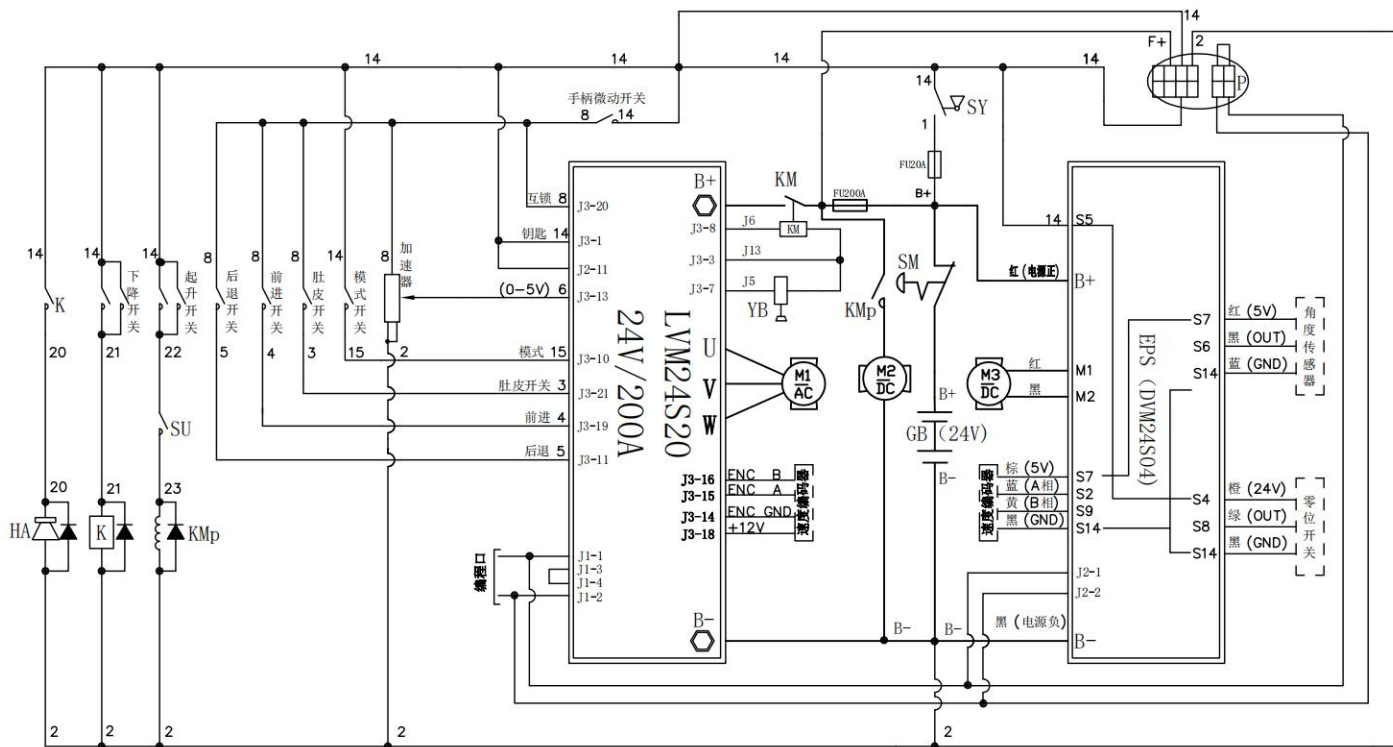 14
F+
2
P
14
14
14
14
14
手柄微动开关
8
14
14
SY
1
FU20A
B+
B+
KM
FU200A
互锁 8
J3-20
J3-8
J6
KM
14
S5
钥匙 14
J3-1
J3-3
J13
J2-11
J3-7
J5
YB
SM
KMp
红(电源正)
B+
(0-5V) 6
J3-13
14
14
14
8
8
8
14
8
加速器
K
下降开关
起升开关
后退开关
前进开关
肚皮开关
模式开关
20
21
22
5
4
3
15
2
LVM24S20
24V/200A
U
V
W
M1
AC
M2
DC
M3
DC
红
黑
M1
M2
EPS (DVM24S04)
S7
S6
S14
红 (5V)
黑 (OUT)
蓝 (GND)
角度传感器
模式 15
J3-10
肚皮开关 3
J3-21
前进 4
J3-19
后退 5
J3-11
B+
GB (24V)
B-
SU
J3-16
ENC B
J3-15
ENC A
J3-14
ENC GND
J3-18
+12V
速度编码器
速度编码器
棕 (5V)
蓝 (A相)
黄 (B相)
黑 (GND)
S7
S2
S9
S14
S4
S8
S14
橙 (24V)
绿 (OUT)
黑 (GND)
零位开关
20
21
23
HA
K
KMp
编程口
J1-1
J1-3
J1-4
J1-2
J2-1
J2-2
B-
B-
B-
黑 (电源负)
B-
2
2
2
2
2